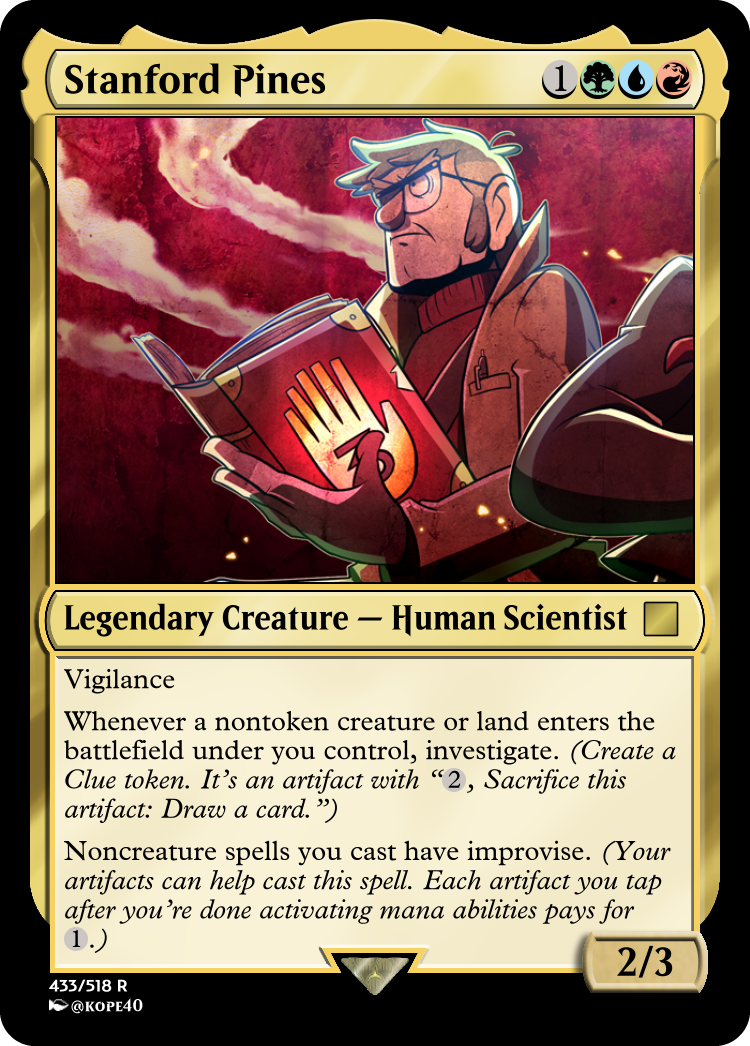 Stanford Pines 1
Legendary Creature — Human Scientist
Vigilance
Whenever a nontoken creature or land enters the
battlefield under you control, investigate. (Create a
Clue token. It's an artifact with “2, Sacrifice this
artifact: Draw a card.”)
Noncreature spells you cast have improvise. (Your
artifacts can help cast this spell. Each artifact you tap
after you're done activating mana abilities pays for
1.)
2/3
433/518 R
@KOPE40